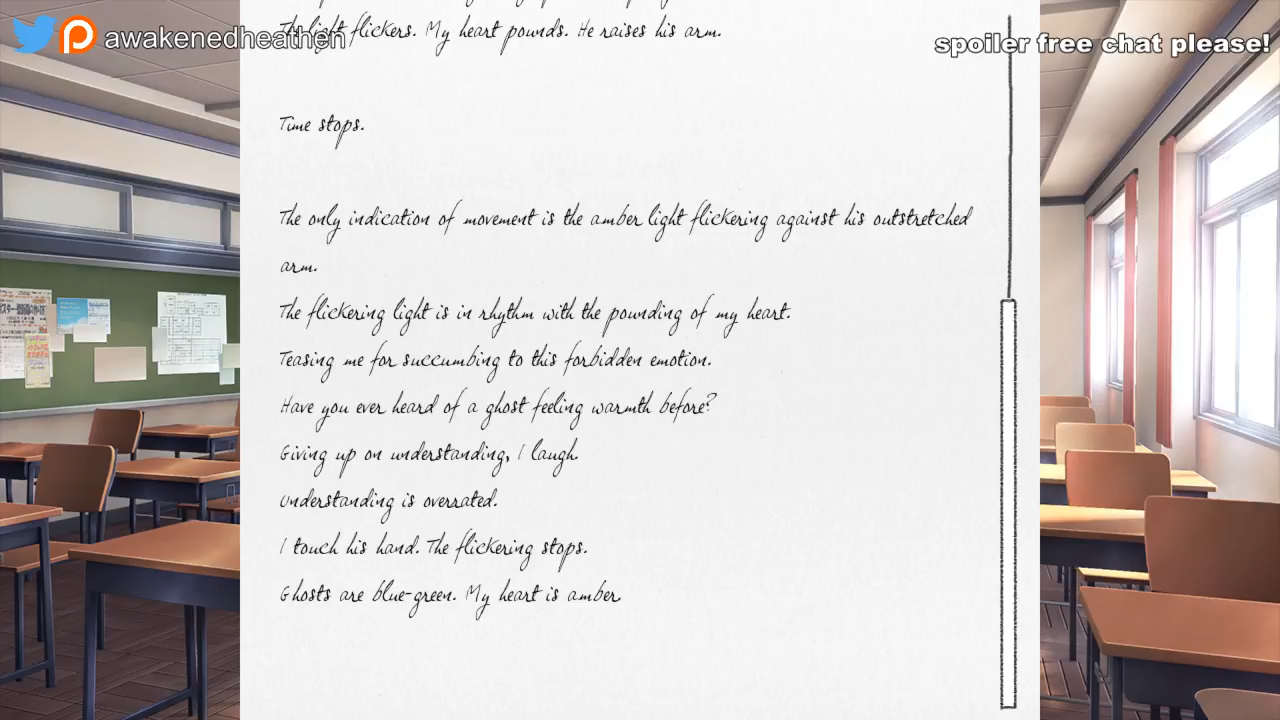 The light flickers. My heart pounds. He raises his arm.
awakenedheathen
spoiler free chat please!
Time stops.
The only indication of movement is the amber light flickering against his outstretched
arm.
The flickering light is in rhythm with the pounding of my heart.
Teasing me for succumbing to this forbidden emotion.
Have you ever heard of a ghost feeling warmth before?
Giving up on understanding, I laugh.
Understanding is overrated.
I touch his hand. The flickering stops.
Ghosts are blue-green. My heart is amber.